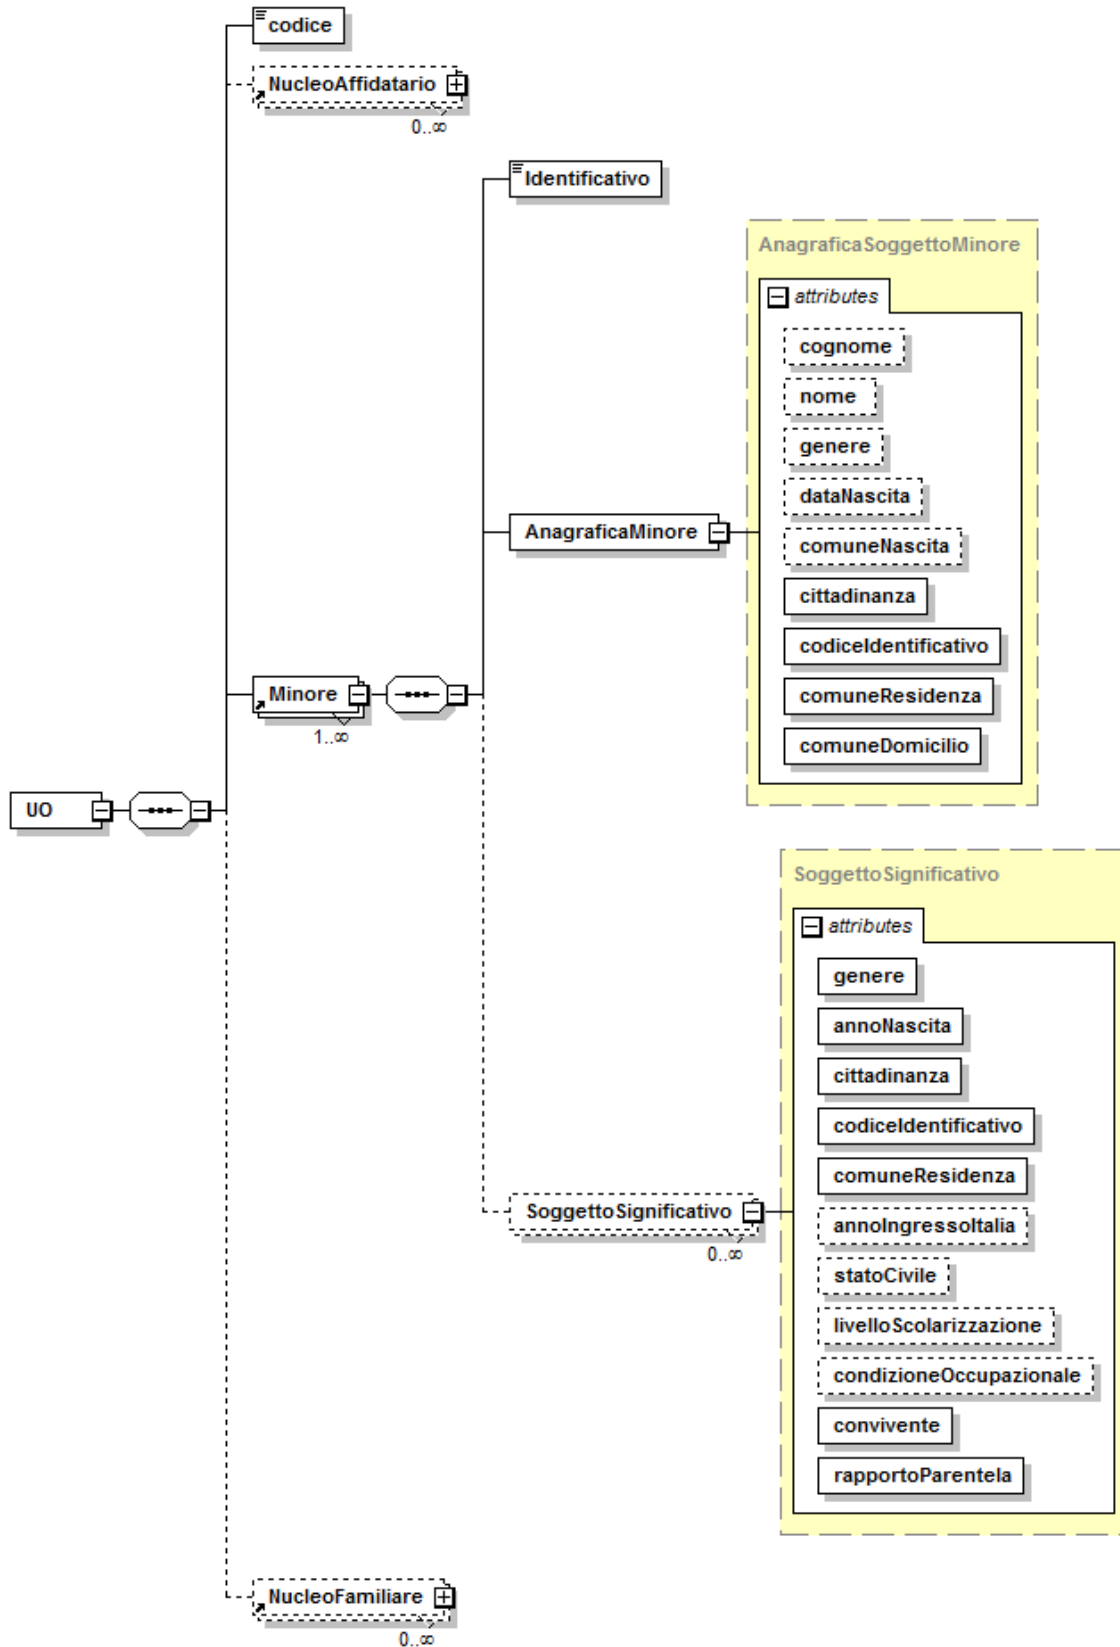 codice
NucleoAffidatario
0..∞
Identificativo
AnagraficaSoggettoMinore
attributes
cognome
nome
genere
dataNascita
AnagraficaMinore
comuneNascita
cittadinanza
codiceIdentificativo
Minore
comuneResidenza
1..∞
comuneDomicilio
UO
SoggettoSignificativo
attributes
genere
annoNascita
cittadinanza
codiceIdentificativo
comuneResidenza
SoggettoSignificativo
0..∞
annoIngressoItalia
statoCivile
livelloScolarizzazione
condizioneOccupazionale
convivente
rapportoParentela
NucleoFamiliare
0..∞